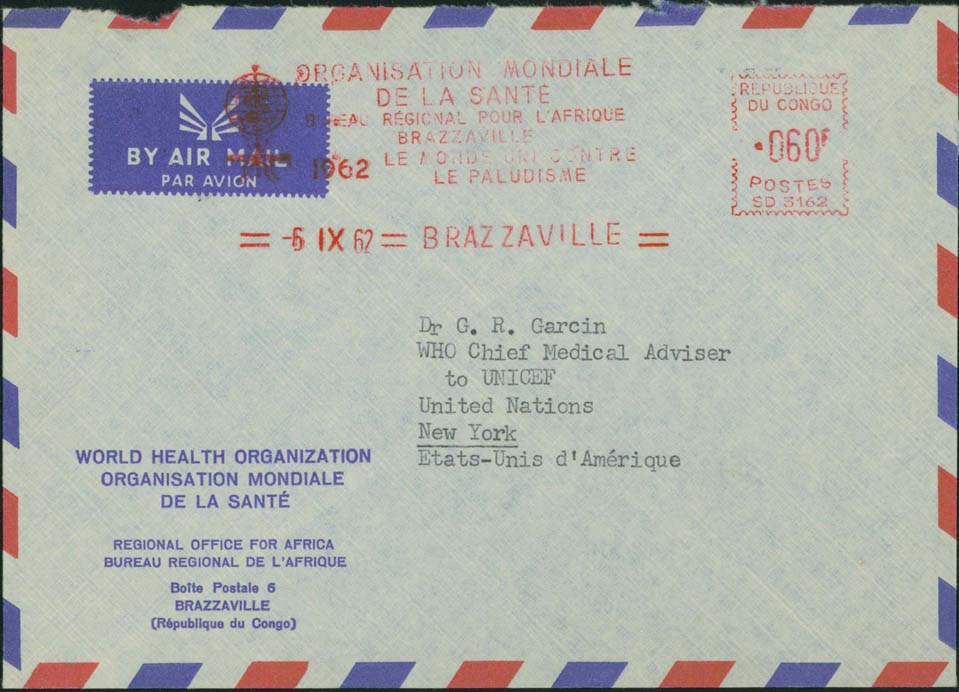 BY AIR MAIL
PAR AVION
ORGANISATION MONDIALE
DE LA SANTÉ
BUREAU RÉGIONAL POUR L'AFRIQUE
BRAZZAVILLE
1962 LE MONDE UNI CONTRE
LE PALUDISME
REPUBLIQUE
DU CONGO
060F
POSTES
SD 3162
= -6 IX 62 = BRAZZAVILLE =
Dr G. R. Garcin
WHO Chief Medical Adviser
to UNICEF
United Nations
New York
Etats-Unis d'Amérique
WORLD HEALTH ORGANIZATION
ORGANISATION MONDIALE
DE LA SANTÉ
REGIONAL OFFICE FOR AFRICA
BUREAU REGIONAL DE L'AFRIQUE
Boîte Postale 6
BRAZZAVILLE
(République du Congo)